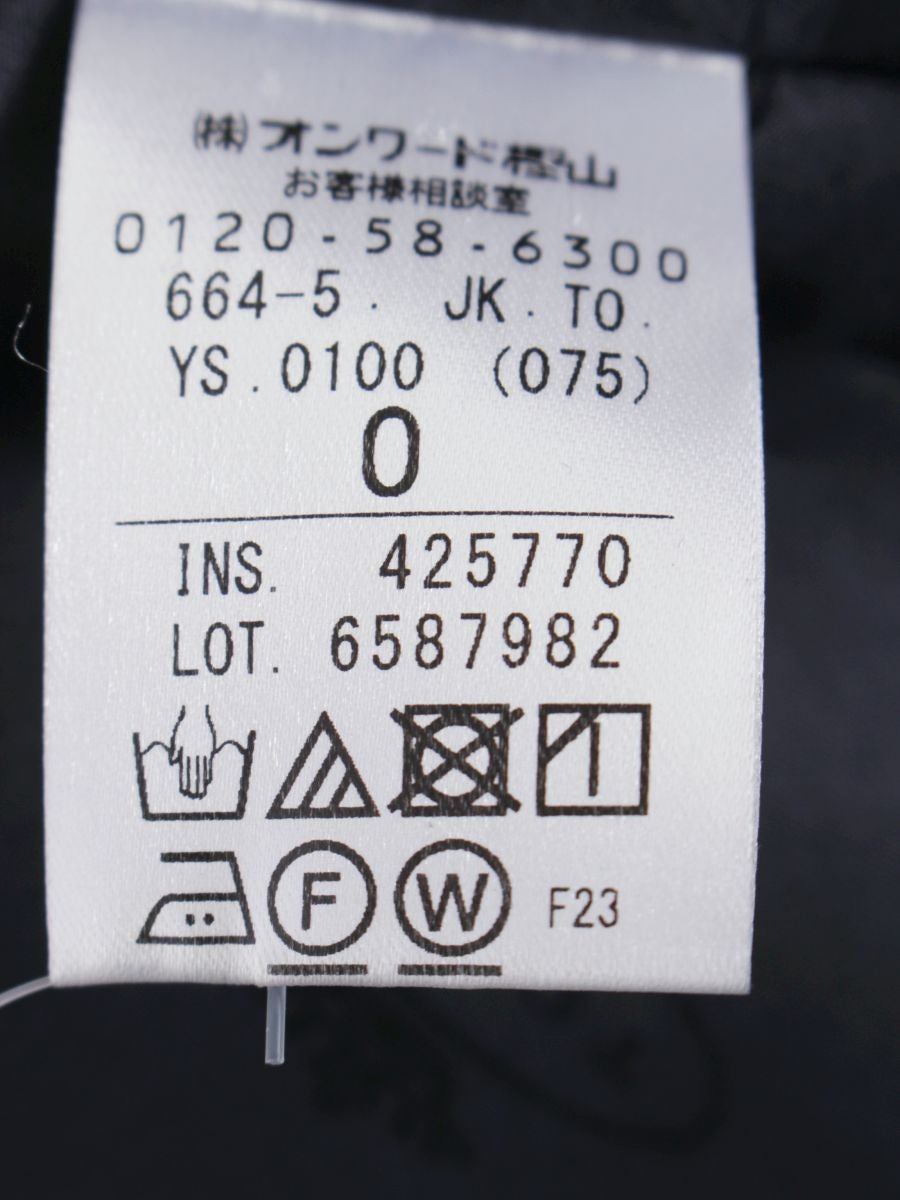 ㈱オンワード樫山
お客様相談室
0120-58-6300
664-5. JK. TO.
YS.0100 (075)
0
INS. 425770
LOT. 6587982
F W F23